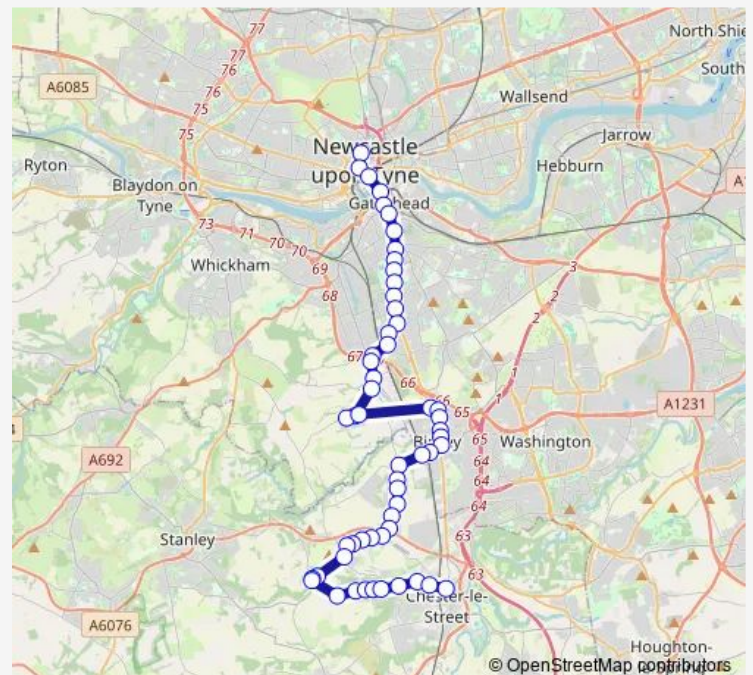 77
North Shie
76
South
A6085
76
75
Wallsend
75
Jarrow
Newcastle
upon Tyne
Ryton
Hebburn
Blaydon on
Tyne
Gateshead
73
71
70
70
Whickham
69
3
68
2
2
67
66
66
65
1
1
A1231
65
Washington
A692
64
64
64
Stanley
63
63
Chester-le-
Street
A6076
Houghton-
© OpenStreetMap contributors